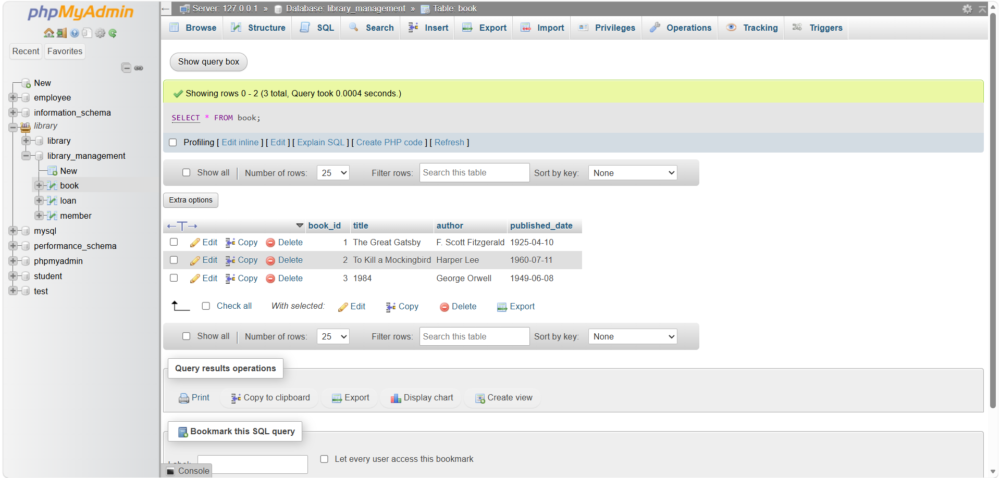 phpMyAdmin
Recent Favorites
New
employee
information_schema
library
library
library_management
New
book
loan
member
mysql
performance_schema
phpmyadmin
student
test
← Server: 127.0.0.1 » Database: library_management » Table: book
Browse Structure SQL Search Insert Export Import Privileges Operations Tracking Triggers
Show query box
Showing rows 0 - 2 (3 total, Query took 0.0004 seconds.)
SELECT * FROM book;
Profiling [ Edit inline ] [ Edit ] [ Explain SQL ] [ Create PHP code ] [ Refresh ]
Show all Number of rows: 25 Filter rows: Search this table Sort by key: None
Extra options
←T→ book_id title author published_date
Edit Copy Delete 1 The Great Gatsby F. Scott Fitzgerald 1925-04-10
Edit Copy Delete 2 To Kill a Mockingbird Harper Lee 1960-07-11
Edit Copy Delete 3 1984 George Orwell 1949-06-08
Check all With selected: Edit Copy Delete Export
Show all Number of rows: 25 Filter rows: Search this table Sort by key: None
Query results operations
Print Copy to clipboard Export Display chart Create view
Bookmark this SQL query
Let every user access this bookmark
Console